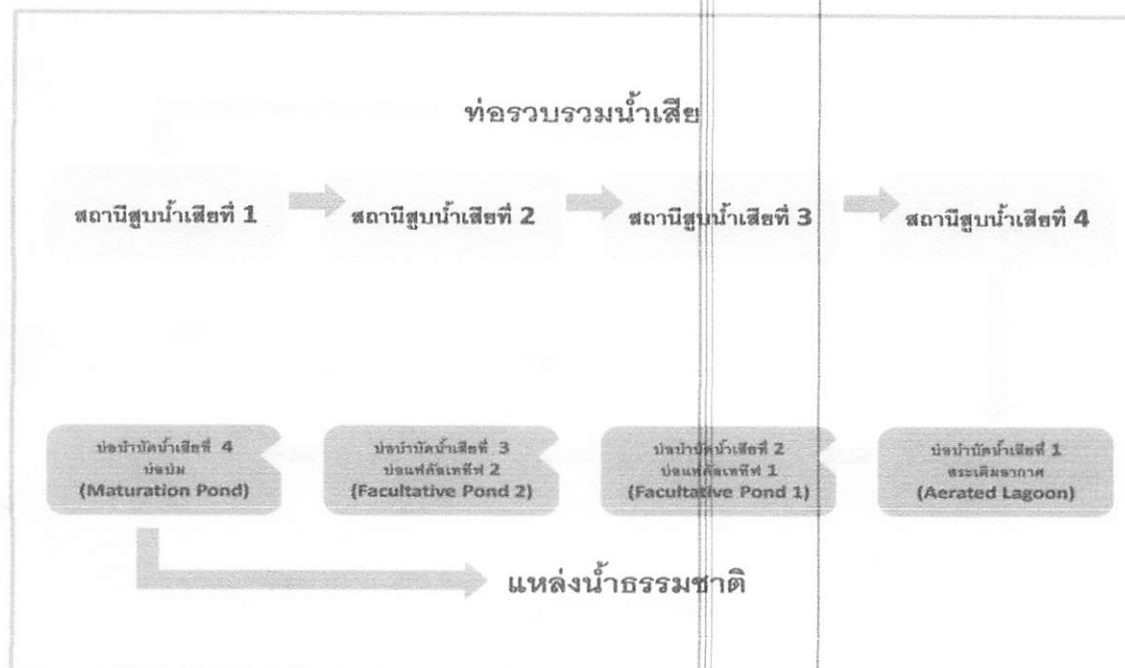 ท่อรวบรวมน้ำเสีย
สถานีสูบน้ำเสียที่ 1
สถานีสูบน้ำเสียที่ 2
สถานีสูบน้ำเสียที่ 3
สถานีสูบน้ำเสียที่ 4
บ่อบำบัดน้ำเสียที่ 4
บ่อบ่ม
(Maturation Pond)
บ่อบำบัดน้ำเสียที่ 3
บ่อแฟคัลเททีฟ 2
(Facultative Pond 2)
บ่อบำบัดน้ำเสียที่ 2
บ่อแฟคัลเททีฟ 1
(Facultative Pond 1)
บ่อบำบัดน้ำเสียที่ 1
สระเติมอากาศ
(Aerated Lagoon)
แหล่งน้ำธรรมชาติ